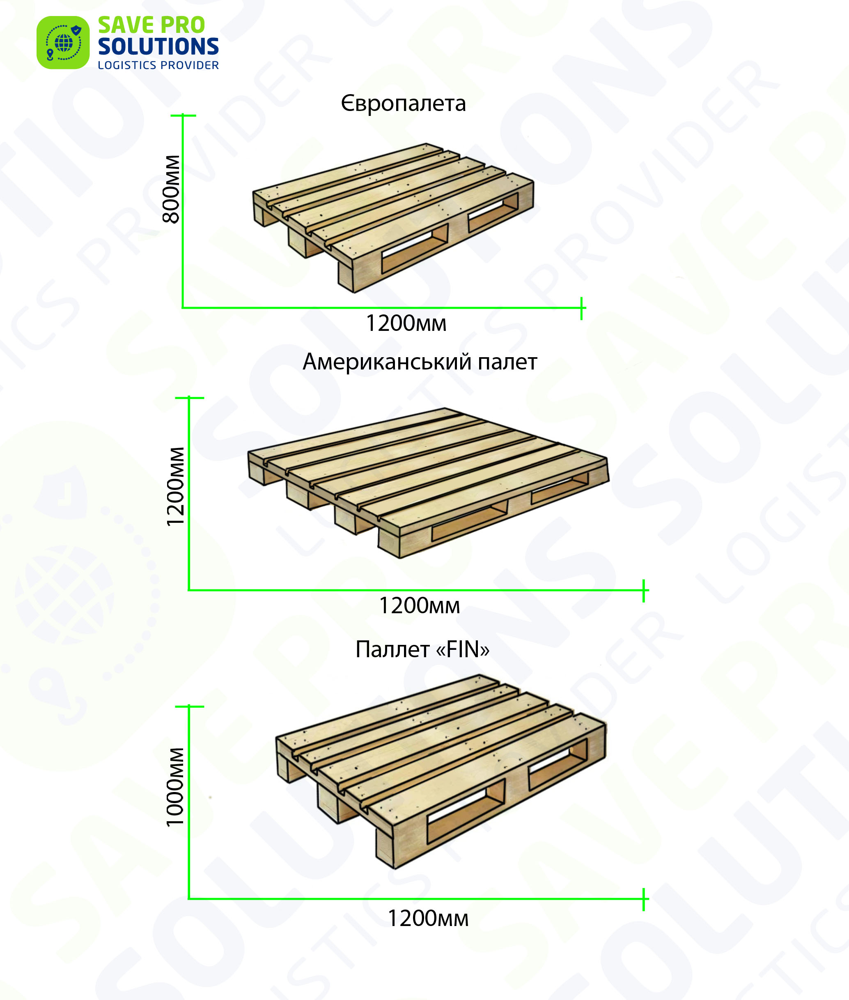 SAVE PRO
SOLUTIONS
LOGISTICS PROVIDER
Європалета
800мм
1200мм
Американський палет
1200мм
1200мм
Паллет «FIN»
1000мм
1200мм